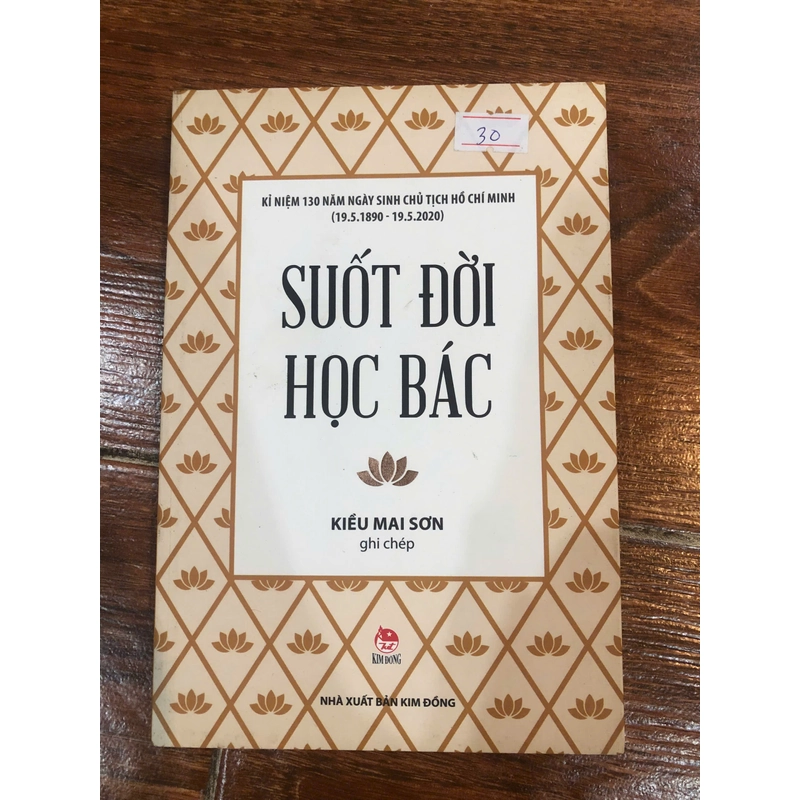 30
KỈ NIỆM 130 NĂM NGÀY SINH CHỦ TỊCH HỒ CHÍ MINH
(19.5.1890 - 19.5.2020)
SUỐT ĐỜI
HỌC BÁC
KIỀU MAI SƠN
ghi chép
KIM ĐỒNG
NHÀ XUẤT BẢN KIM ĐỒNG